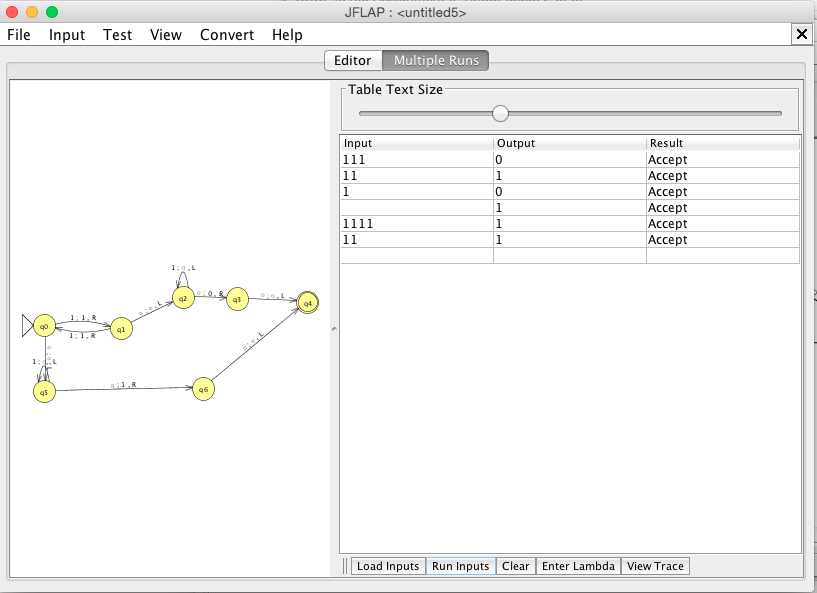 JFLAP : <untitled5>
File Input Test View Convert Help
Editor Multiple Runs
Table Text Size
Input Output Result
111 0 Accept
11 1 Accept
1 0 Accept
1 Accept
1111 1 Accept
11 1 Accept
1;□,L
q2
□;0,R
q3
□;□,L
q4
□;□,L
q0
1;1,R
q1
1;1,R
□;□,L
1;□,L
q5
□;1,R
q6
Load Inputs Run Inputs Clear Enter Lambda View Trace